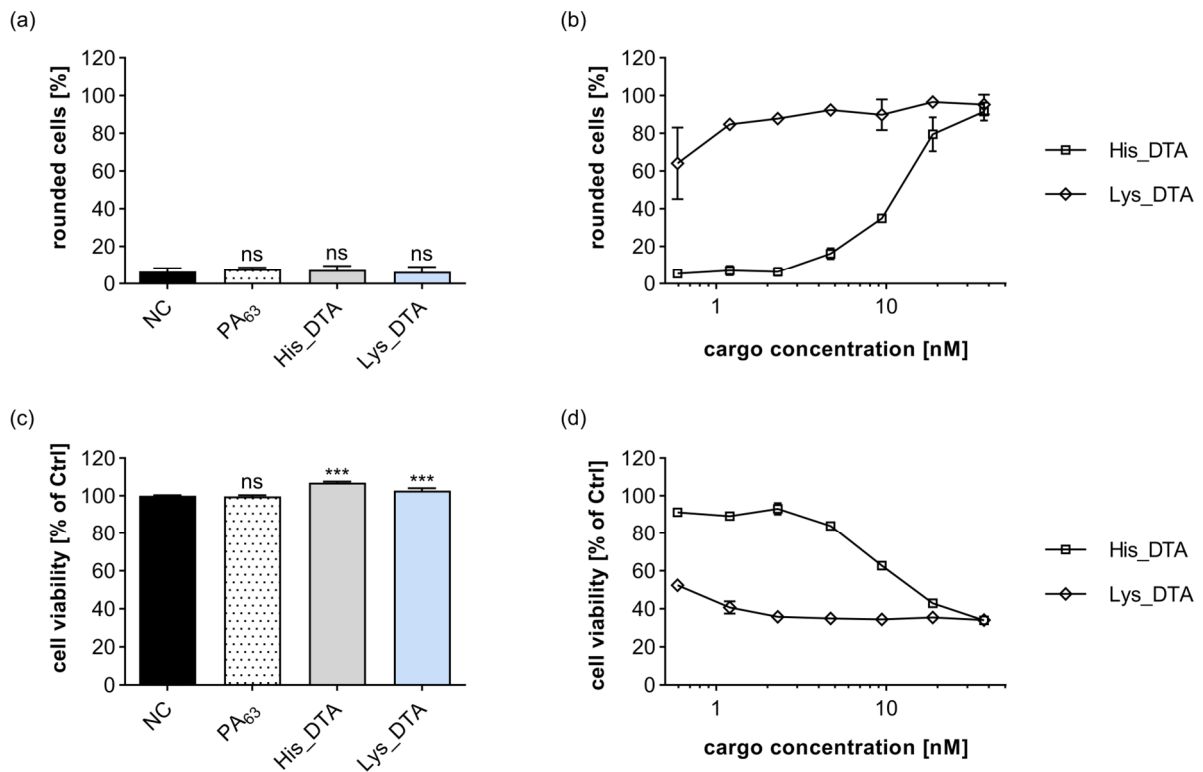 (a)
rounded cells [%]
120
100
80
60
40
20
0
ns
ns
ns
NC
PA₆₃
His_DTA
Lys_DTA
(b)
rounded cells [%]
120
100
80
60
40
20
0
1
10
cargo concentration [nM]
His_DTA
Lys_DTA
(c)
cell viability [% of Ctrl]
120
100
80
60
40
20
0
ns
***
***
NC
PA₆₃
His_DTA
Lys_DTA
(d)
cell viability [% of Ctrl]
120
100
80
60
40
20
0
1
10
cargo concentration [nM]
His_DTA
Lys_DTA